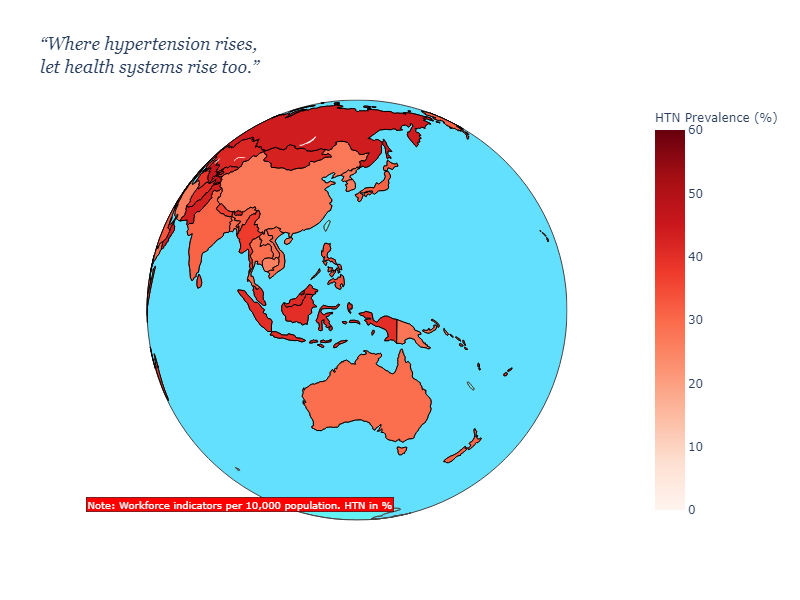 “Where hypertension rises,
let health systems rise too.”
HTN Prevalence (%)
60
50
40
30
20
10
0
Note: Workforce indicators per 10,000 population. HTN in %